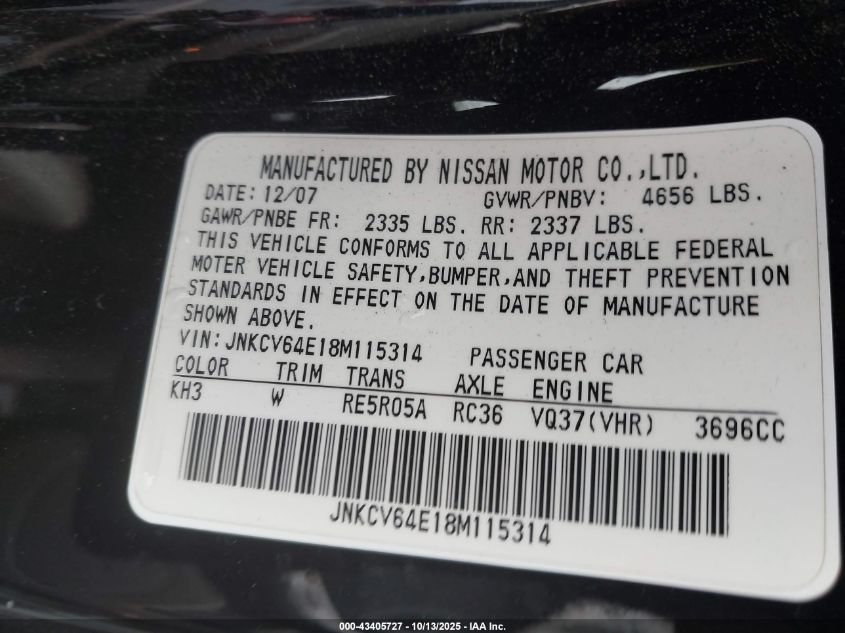 MANUFACTURED BY NISSAN MOTOR CO.,LTD.
DATE: 12/07 GVWR/PNBV: 4656 LBS.
GAWR/PNBE FR: 2335 LBS. RR: 2337 LBS.
THIS VEHICLE CONFORMS TO ALL APPLICABLE FEDERAL
MOTER VEHICLE SAFETY,BUMPER,AND THEFT PREVENTION
STANDARDS IN EFFECT ON THE DATE OF MANUFACTURE
SHOWN ABOVE.
VIN: JNKCV64E18M115314 PASSENGER CAR
COLOR TRIM TRANS AXLE ENGINE
KH3 W RE5R05A RC36 VQ37(VHR) 3696CC
JNKCV64E18M115314
000-43405727 - 10/13/2025 - IAA Inc.